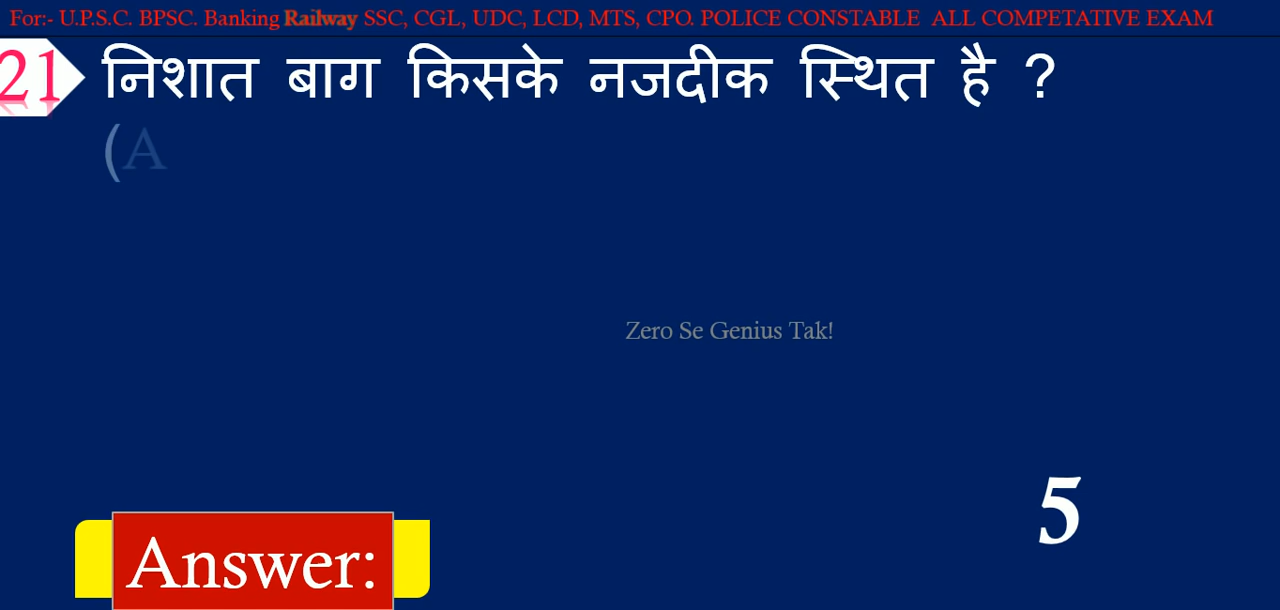 For:- U.P.S.C. BPSC. Banking Railway SSC, CGL, UDC, LCD, MTS, CPO. POLICE CONSTABLE ALL COMPETATIVE EXAM
21 निशात बाग किसके नजदीक स्थित है ?
(A
Zero Se Genius Tak!
5
Answer: